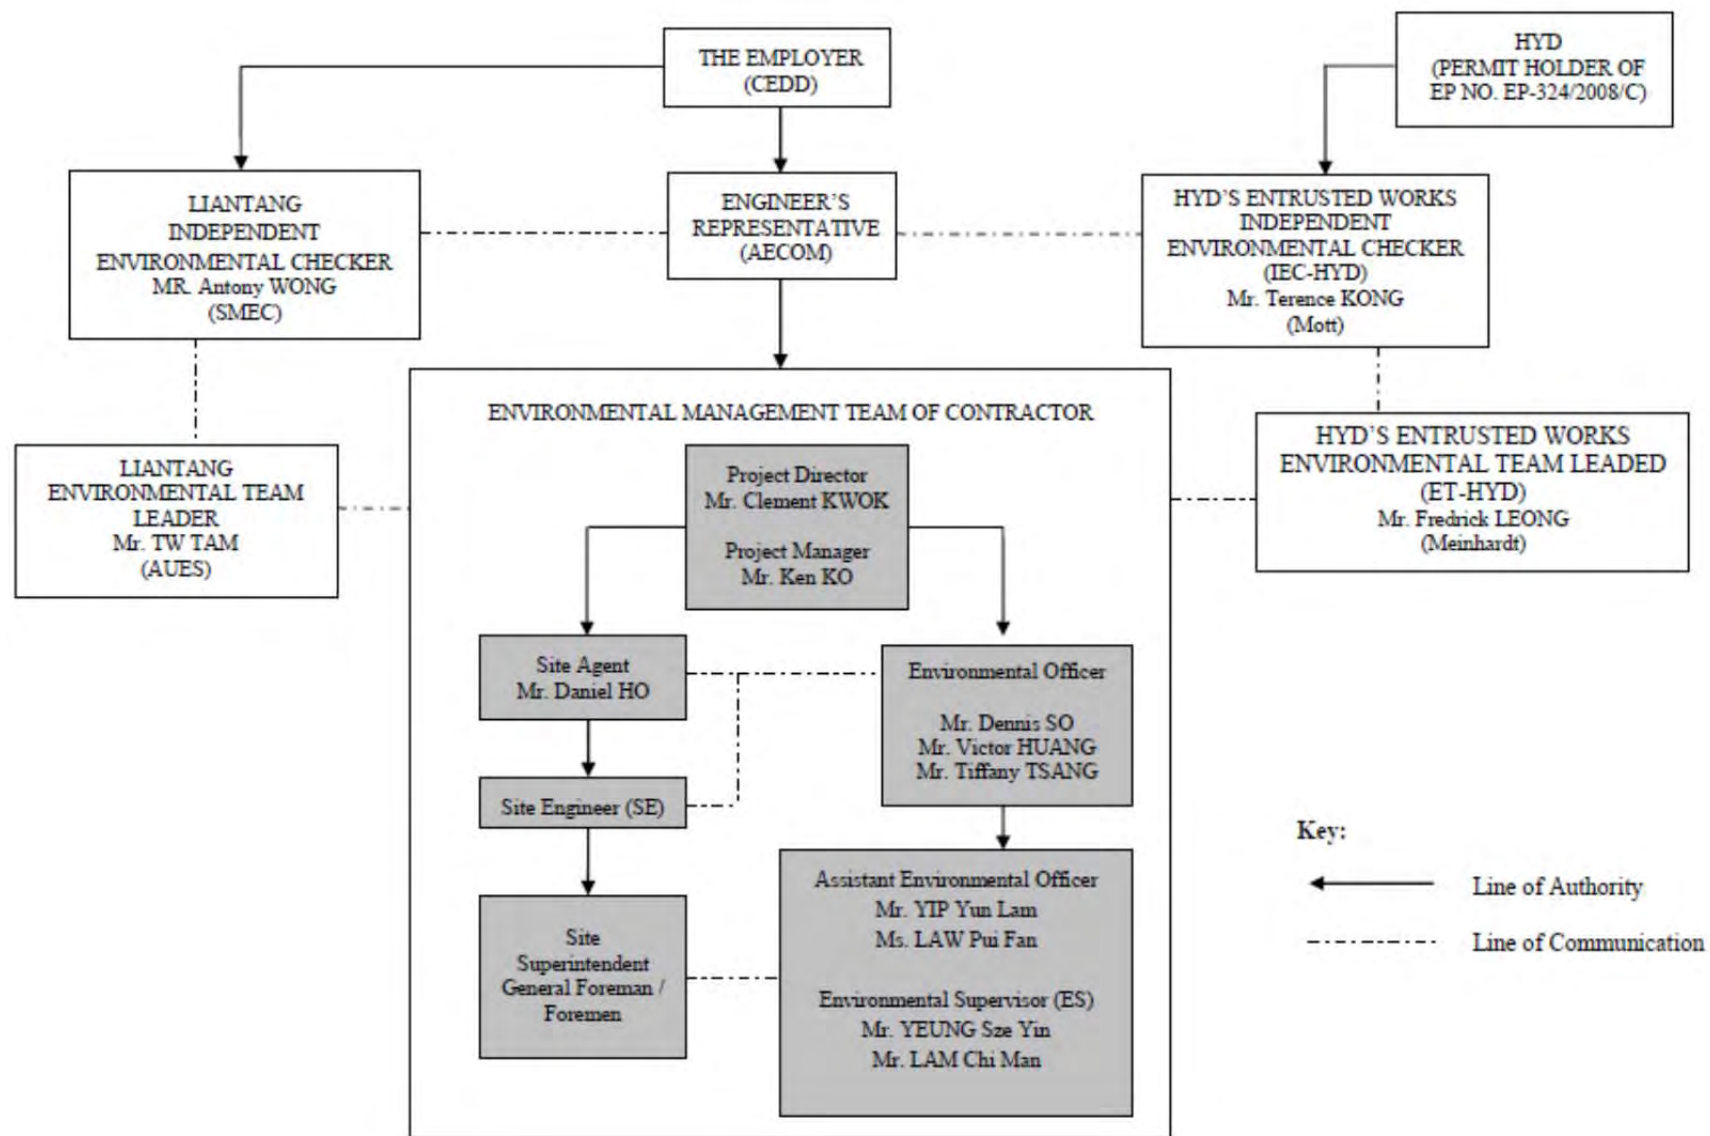 THE EMPLOYER
(CEDD)
HYD
(PERMIT HOLDER OF
EP NO. EP-324/2008/C)
LIANTANG
INDEPENDENT
ENVIRONMENTAL CHECKER
MR. Antony WONG
(SMEC)
ENGINEER'S
REPRESENTATIVE
(AECOM)
HYD'S ENTRUSTED WORKS
INDEPENDENT
ENVIRONMENTAL CHECKER
(IEC-HYD)
Mr. Terence KONG
(Mott)
ENVIRONMENTAL MANAGEMENT TEAM OF CONTRACTOR
LIANTANG
ENVIRONMENTAL TEAM
LEADER
Mr. TW TAM
(AUES)
Project Director
Mr. Clement KWOK
Project Manager
Mr. Ken KO
HYD'S ENTRUSTED WORKS
ENVIRONMENTAL TEAM LEADED
(ET-HYD)
Mr. Fredrick LEONG
(Meinhardt)
Site Agent
Mr. Daniel HO
Environmental Officer
Mr. Dennis SO
Mr. Victor HUANG
Mr. Tiffany TSANG
Site Engineer (SE)
Site
Superintendent
General Foreman /
Foremen
Assistant Environmental Officer
Mr. YIP Yun Lam
Ms. LAW Pui Fan
Environmental Supervisor (ES)
Mr. YEUNG Sze Yin
Mr. LAM Chi Man
Key:
Line of Authority
Line of Communication